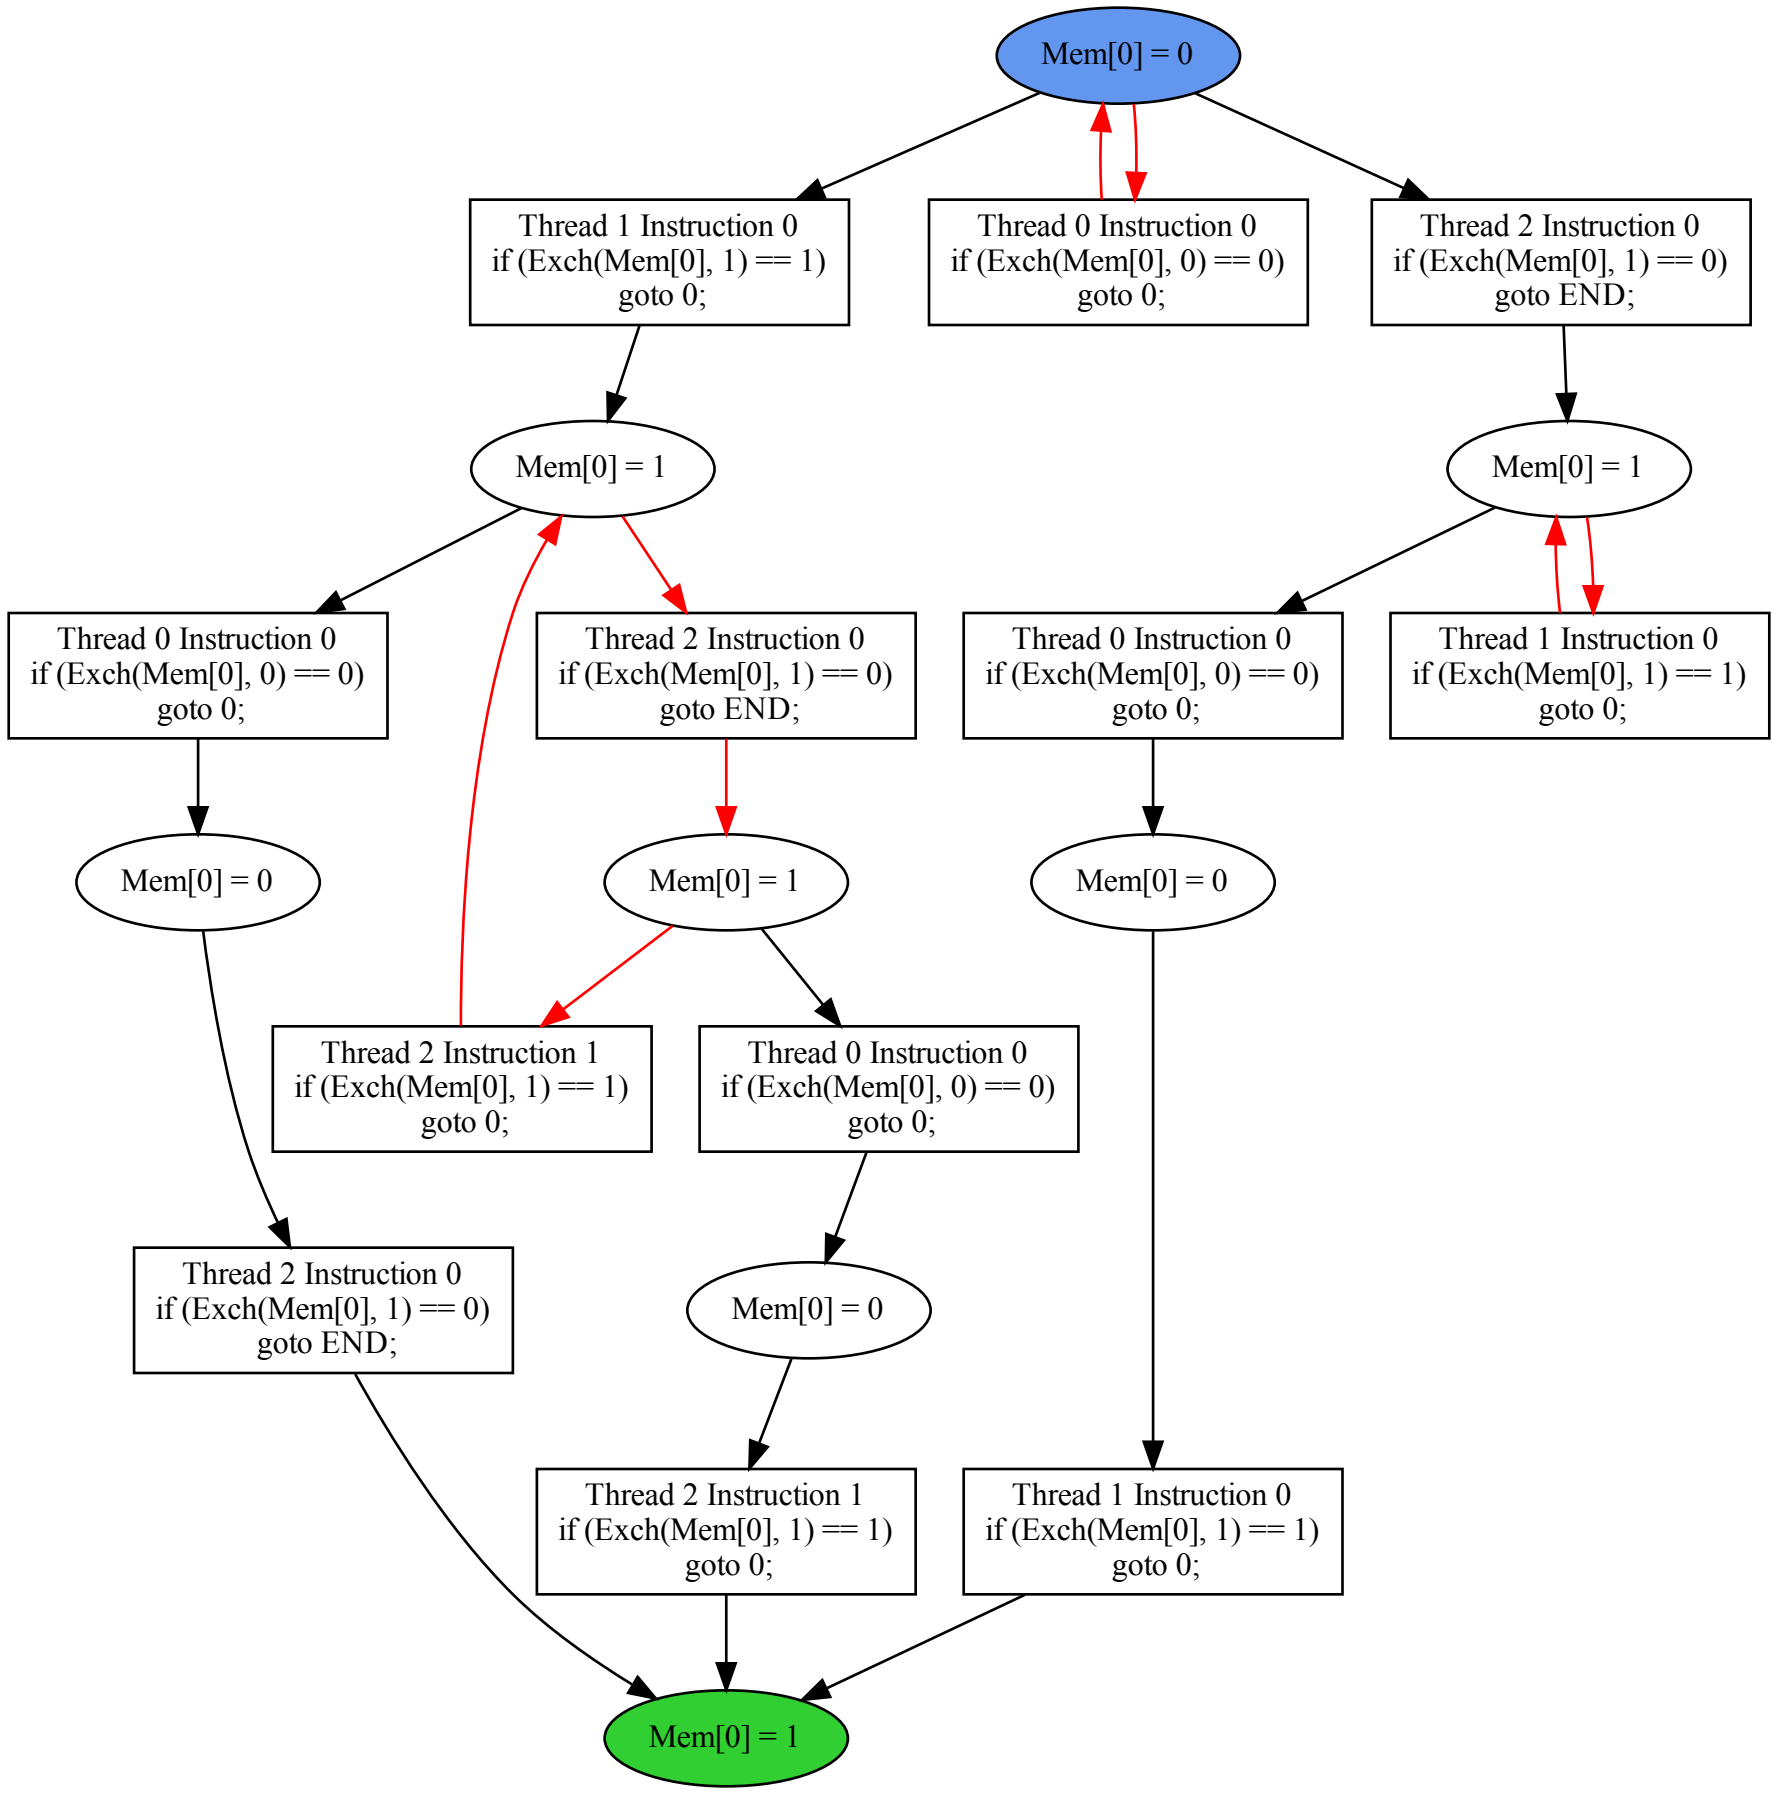 Mem[0] = 0
Thread 1 Instruction 0
if (Exch(Mem[0], 1) == 1)
goto 0;
Thread 0 Instruction 0
if (Exch(Mem[0], 0) == 0)
goto 0;
Thread 2 Instruction 0
if (Exch(Mem[0], 1) == 0)
goto END;
Mem[0] = 1
Mem[0] = 1
Thread 0 Instruction 0
if (Exch(Mem[0], 0) == 0)
goto 0;
Thread 2 Instruction 0
if (Exch(Mem[0], 1) == 0)
goto END;
Thread 0 Instruction 0
if (Exch(Mem[0], 0) == 0)
goto 0;
Thread 1 Instruction 0
if (Exch(Mem[0], 1) == 1)
goto 0;
Mem[0] = 0
Mem[0] = 1
Mem[0] = 0
Thread 2 Instruction 1
if (Exch(Mem[0], 1) == 1)
goto 0;
Thread 0 Instruction 0
if (Exch(Mem[0], 0) == 0)
goto 0;
Thread 2 Instruction 0
if (Exch(Mem[0], 1) == 0)
goto END;
Mem[0] = 0
Thread 2 Instruction 1
if (Exch(Mem[0], 1) == 1)
goto 0;
Thread 1 Instruction 0
if (Exch(Mem[0], 1) == 1)
goto 0;
Mem[0] = 1